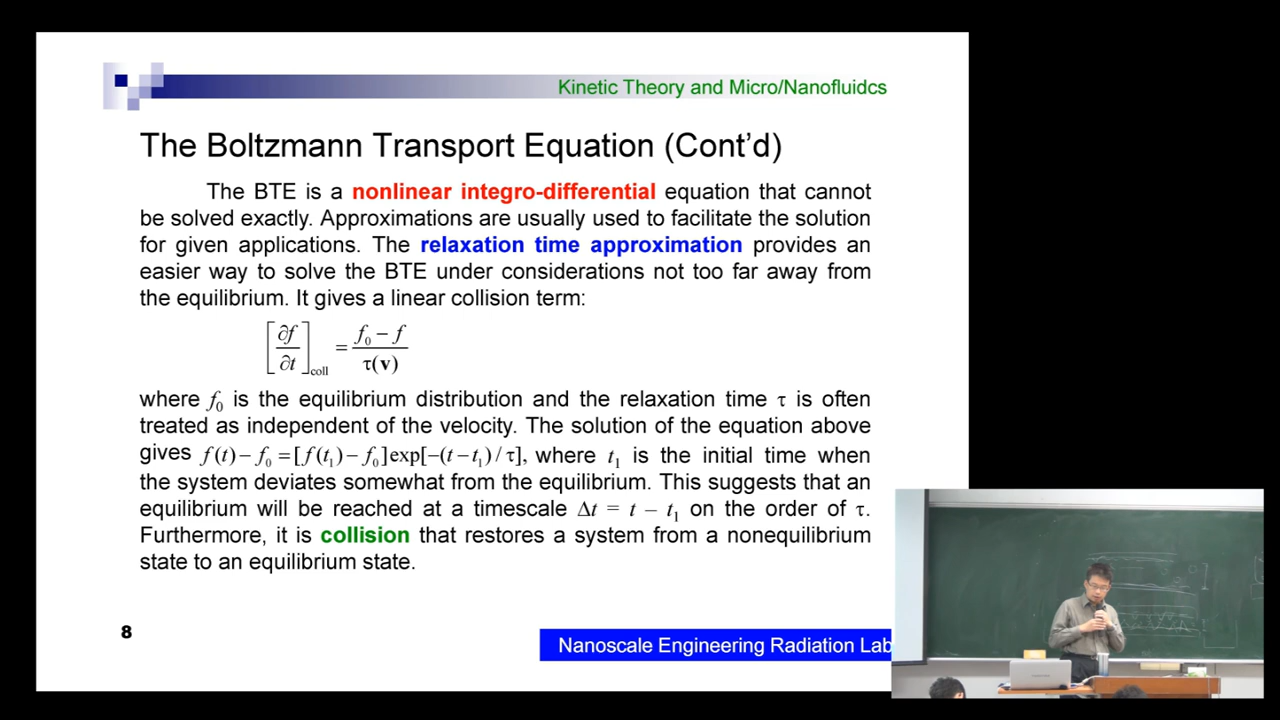 Kinetic Theory and Micro/Nanofluidcs
The Boltzmann Transport Equation (Cont’d)
The BTE is a nonlinear integro-differential equation that cannot
be solved exactly. Approximations are usually used to facilitate the solution
for given applications. The relaxation time approximation provides an
easier way to solve the BTE under considerations not too far away from
the equilibrium. It gives a linear collision term:
[∂f/∂t]coll = (f₀ − f)/τ(v)
where f₀ is the equilibrium distribution and the relaxation time τ is often
treated as independent of the velocity. The solution of the equation above
gives f(t) − f₀ = [f(t₁) − f₀]exp[−(t − t₁)/τ], where t₁ is the initial time when
the system deviates somewhat from the equilibrium. This suggests that an
equilibrium will be reached at a timescale Δt = t – t₁ on the order of τ.
Furthermore, it is collision that restores a system from a nonequilibrium
state to an equilibrium state.
8
Nanoscale Engineering Radiation Lab